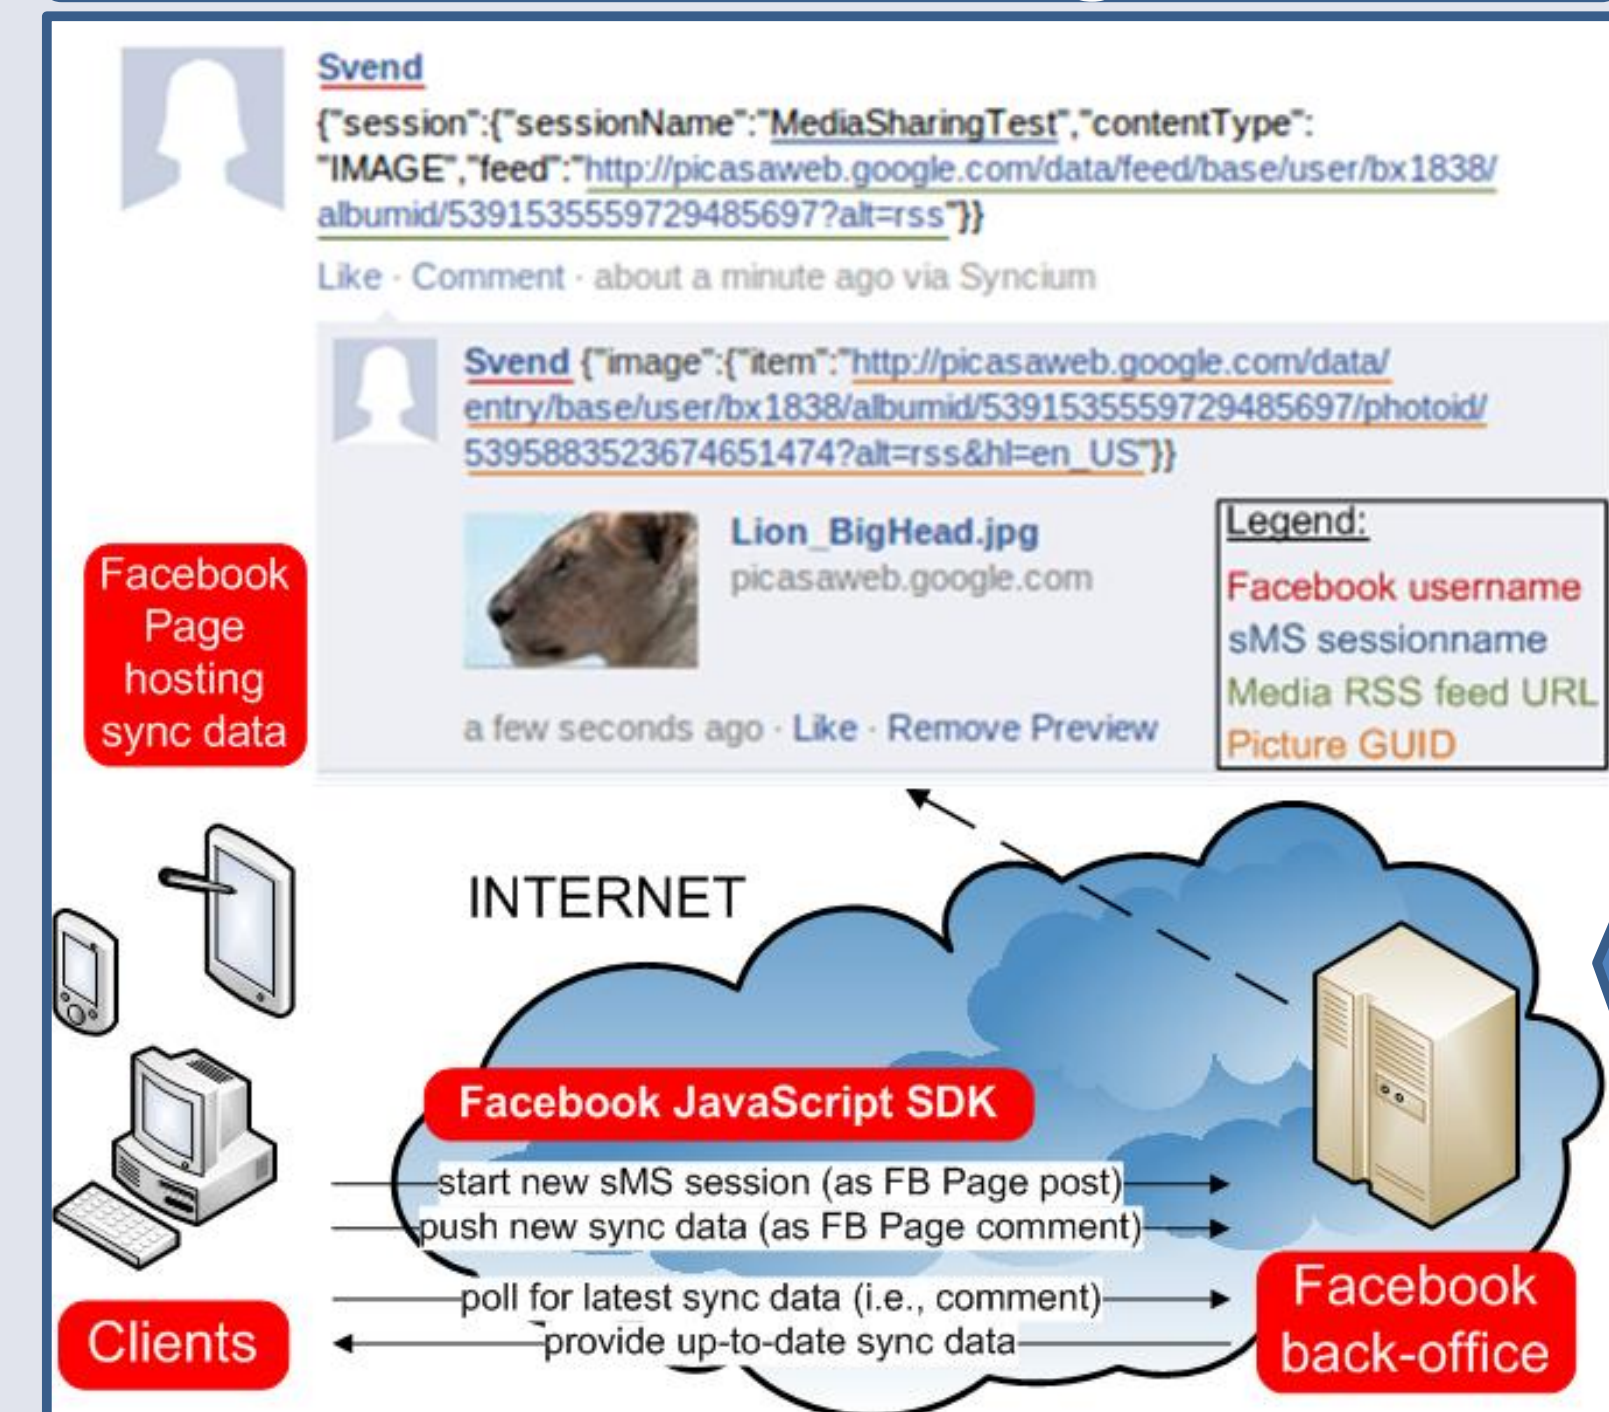 Svend
{"session":{"sessionName":"MediaSharingTest","contentType":
"IMAGE","feed":"http://picasaweb.google.com/data/feed/base/user/bx1838/
albumid/5391535559729485697?alt=rss"}}
Like · Comment · about a minute ago via Syncium
Svend {"image":{"item":"http://picasaweb.google.com/data/
entry/base/user/bx1838/albumid/5391535559729485697/photoid/
5395883523674651474?alt=rss&hl=en_US"}}
Lion_BigHead.jpg
picasaweb.google.com
a few seconds ago · Like · Remove Preview
Legend:
Facebook username
sMS sessionname
Media RSS feed URL
Picture GUID
Facebook
Page
hosting
sync data
INTERNET
Facebook JavaScript SDK
start new sMS session (as FB Page post)
push new sync data (as FB Page comment)
poll for latest sync data (i.e., comment)
provide up-to-date sync data
Clients
Facebook
back-office